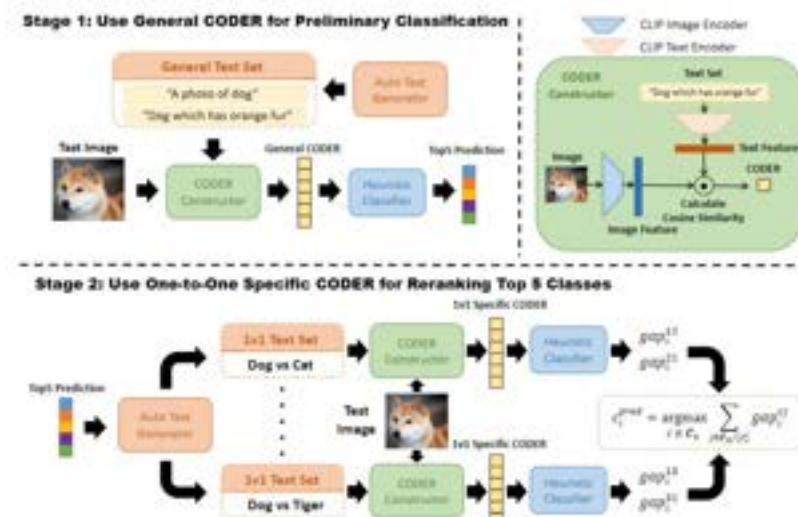 Stage 1: Use General CODER for Preliminary Classification
General Text Set
"A photo of dog"
"Dog which has orange fur"
Auto Text
Generator
Test Image
CODER
Constructor
General CODER
Heuristic
Classifier
Top5 Prediction
CLIP Image Encoder
CLIP Text Encoder
CODER
Constructor
Text Set
"Dog which has orange fur"
Text Feature
Image
CODER
Calculate
Cosine Similarity
Image Feature
Stage 2: Use One-to-One Specific CODER for Reranking Top 5 Classes
Top5 Prediction
Auto Text
Generator
1v1 Text Set
Dog vs Cat
CODER
Constructor
1v1 Specific CODER
Heuristic
Classifier
Test
Image
1v1 Text Set
Dog vs Tiger
CODER
Constructor
1v1 Specific CODER
Heuristic
Classifier